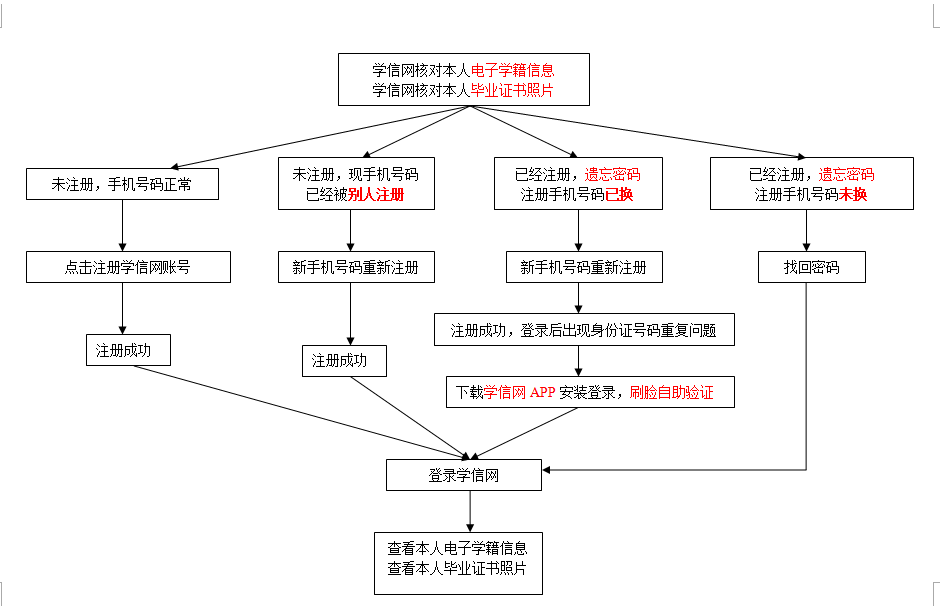 学信网核对本人电子学籍信息
学信网核对本人毕业证书照片
未注册，手机号码正常
未注册，现手机号码
已经被别人注册
已经注册，遗忘密码
注册手机号码已换
已经注册，遗忘密码
注册手机号码未换
点击注册学信网账号
新手机号码重新注册
新手机号码重新注册
找回密码
注册成功，登录后出现身份证号码重复问题
注册成功
注册成功
下载学信网 APP 安装登录，刷脸自助验证
登录学信网
查看本人电子学籍信息
查看本人毕业证书照片